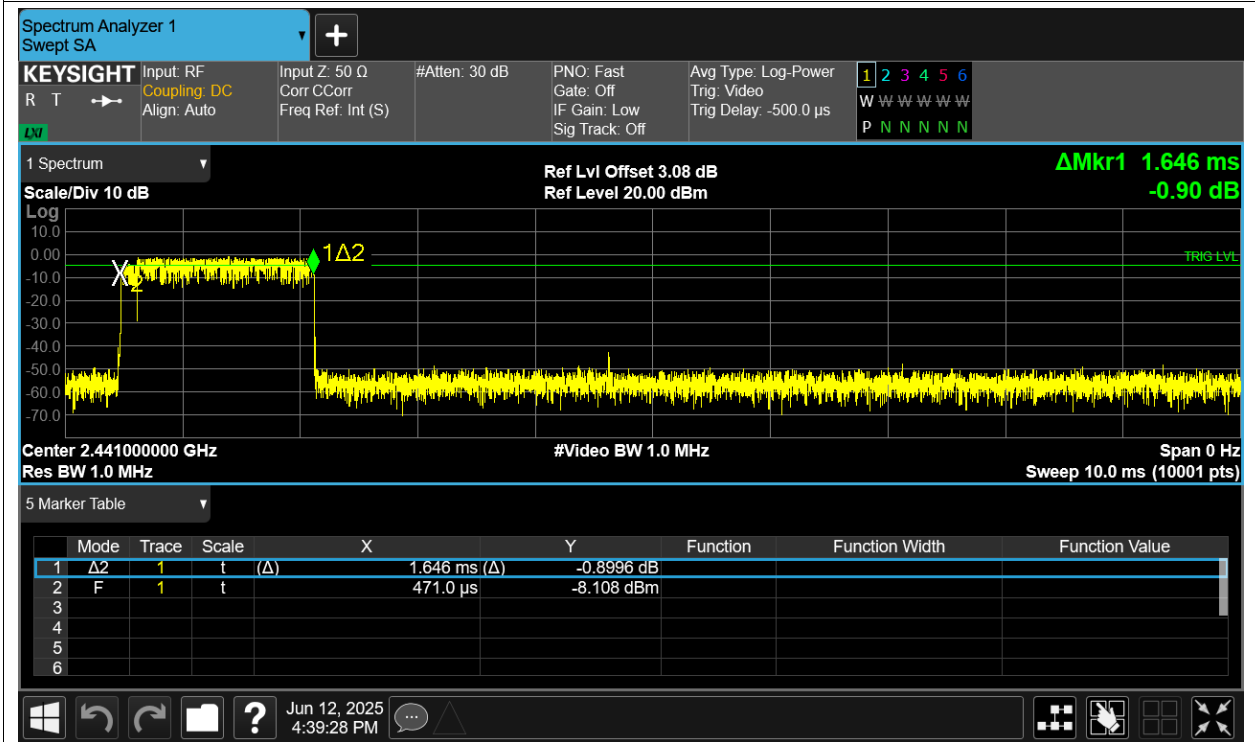 Spectrum Analyzer 1
Swept SA
+
KEYSIGHT
R T
LXI
Input: RF
Coupling: DC
Align: Auto
Input Z: 50 Ω
Corr CCorr
Freq Ref: Int (S)
#Atten: 30 dB
PNO: Fast
Gate: Off
IF Gain: Low
Sig Track: Off
Avg Type: Log-Power
Trig: Video
Trig Delay: -500.0 µs
1 2 3 4 5 6
W W W W W W
P N N N N N
1 Spectrum
Scale/Div 10 dB
Ref Lvl Offset 3.08 dB
Ref Level 20.00 dBm
ΔMkr1 1.646 ms
-0.90 dB
Log
10.0
0.00
-10.0
-20.0
-30.0
-40.0
-50.0
-60.0
-70.0
X2
1Δ2
TRIG LVL
Center 2.441000000 GHz
#Video BW 1.0 MHz
Span 0 Hz
Res BW 1.0 MHz
Sweep 10.0 ms (10001 pts)
5 Marker Table
Mode Trace Scale X Y Function Function Width Function Value
1 Δ2 1 t (Δ) 1.646 ms (Δ) -0.8996 dB
2 F 1 t 471.0 µs -8.108 dBm
3
4
5
6
?
Jun 12, 2025
4:39:28 PM